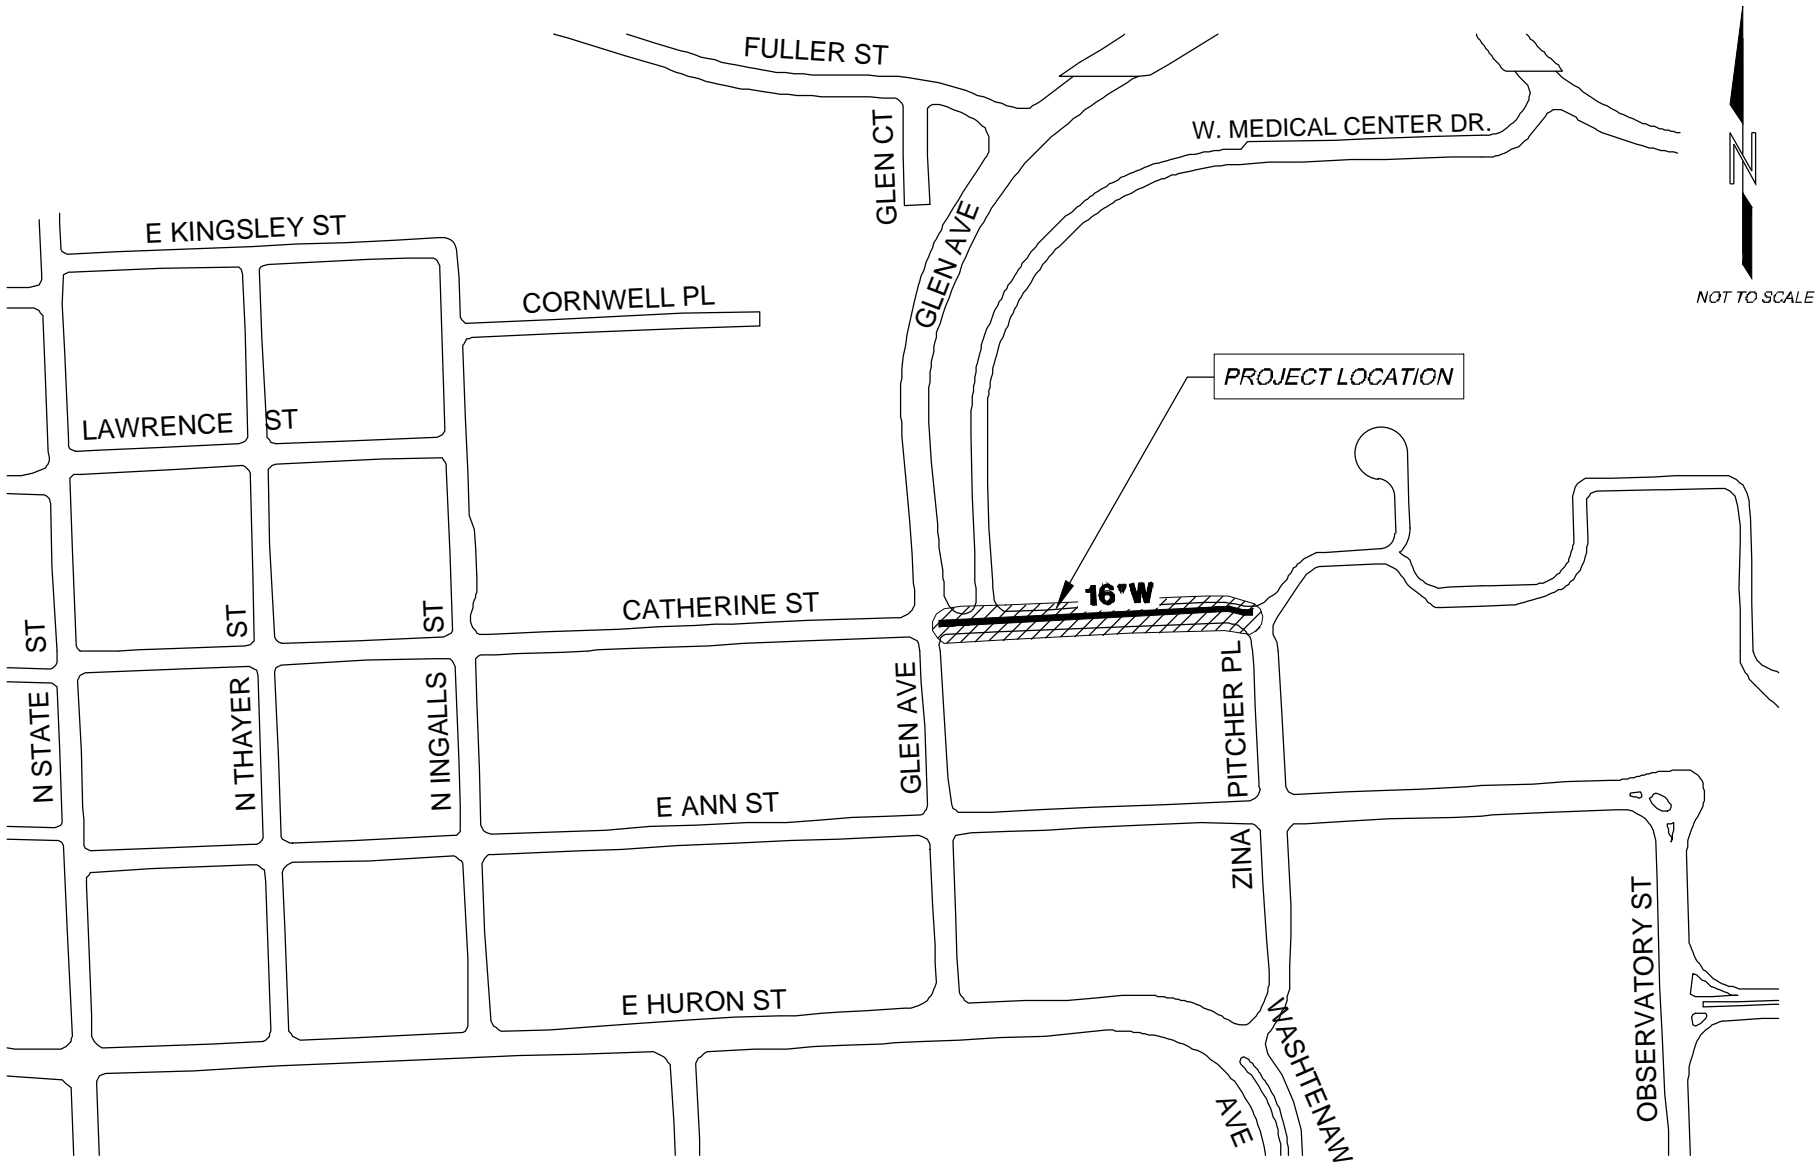 FULLER ST
GLEN CT
W. MEDICAL CENTER DR.
N
NOT TO SCALE
E KINGSLEY ST
GLEN AVE
CORNWELL PL
PROJECT LOCATION
LAWRENCE ST
16"W
CATHERINE ST
N STATE ST
N THAYER ST
N INGALLS ST
GLEN AVE
ZINA PITCHER PL
E ANN ST
OBSERVATORY ST
E HURON ST
WASHTENAW AVE